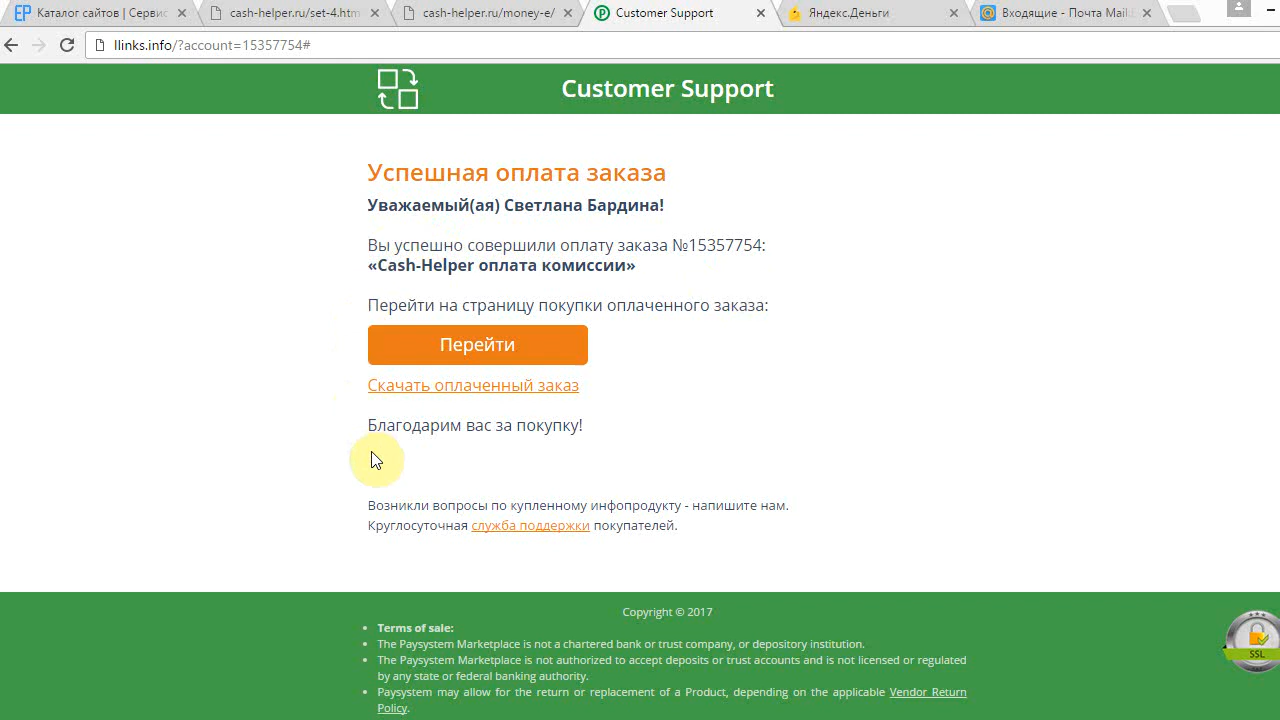 Каталог сайтов | Сервис
cash-helper.ru/set-4.htm
cash-helper.ru/money-e/
Customer Support
Яндекс.Деньги
Входящие - Почта Mail
llinks.info/?account=15357754#
Customer Support
Успешная оплата заказа
Уважаемый(ая) Светлана Бардина!
Вы успешно совершили оплату заказа №15357754:
«Cash-Helper оплата комиссии»
Перейти на страницу покупки оплаченного заказа:
Перейти
Скачать оплаченный заказ
Благодарим вас за покупку!
Возникли вопросы по купленному инфопродукту - напишите нам.
Круглосуточная служба поддержки покупателей.
Copyright © 2017
Terms of sale:
The Paysystem Marketplace is not a chartered bank or trust company, or depository institution.
The Paysystem Marketplace is not authorized to accept deposits or trust accounts and is not licensed or regulated
by any state or federal banking authority.
Paysystem may allow for the return or replacement of a Product, depending on the applicable Vendor Return
Policy.
SSL